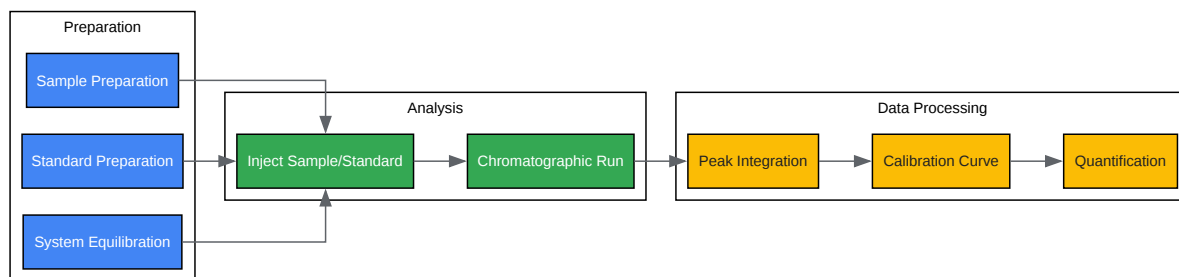 Preparation
Sample Preparation
Standard Preparation
System Equilibration
Analysis
Inject Sample/Standard
Chromatographic Run
Data Processing
Peak Integration
Calibration Curve
Quantification